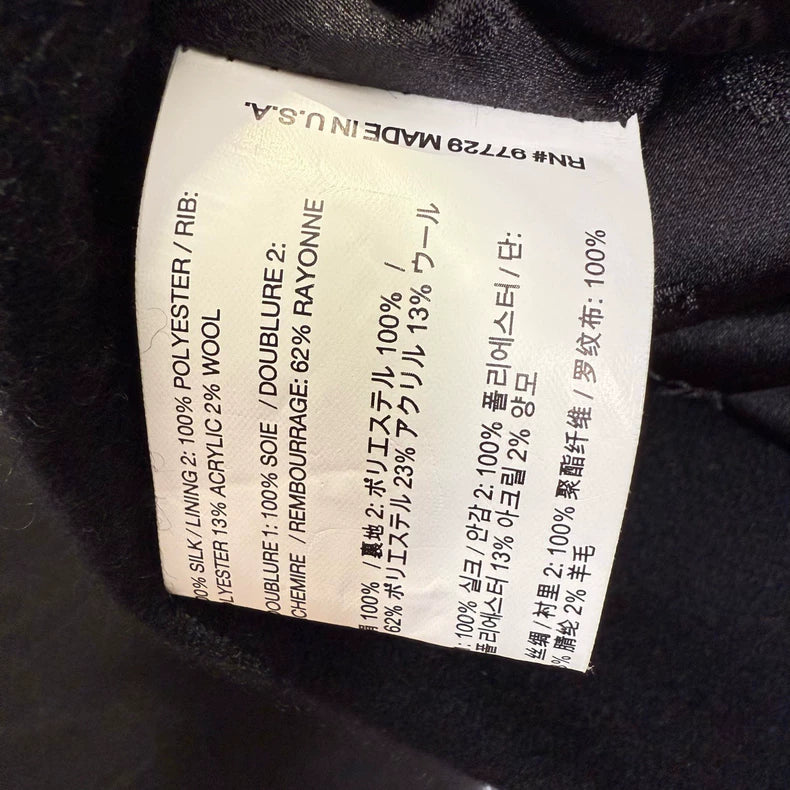 RN# 97729 MADE IN U.S.A.
0% SILK / LINING 2: 100% POLYESTER / RIB:
LYESTER 13% ACRYLIC 2% WOOL
OUBLURE 1: 100% SOIE / DOUBLURE 2:
CHEMIRE / REMBOURRAGE: 62% RAYONNE
100% / 裏地 2: ポリエステル 100% /
62% ポリエステル 23% アクリル 13% ウール
: 100% 실크 / 안감 2: 100% 폴리에스터 / 단:
폴리에스터 13% 아크릴 2% 양모
丝绸 / 衬里 2: 100% 聚酯纤维 / 罗纹布: 100%
% 腈纶 2% 羊毛